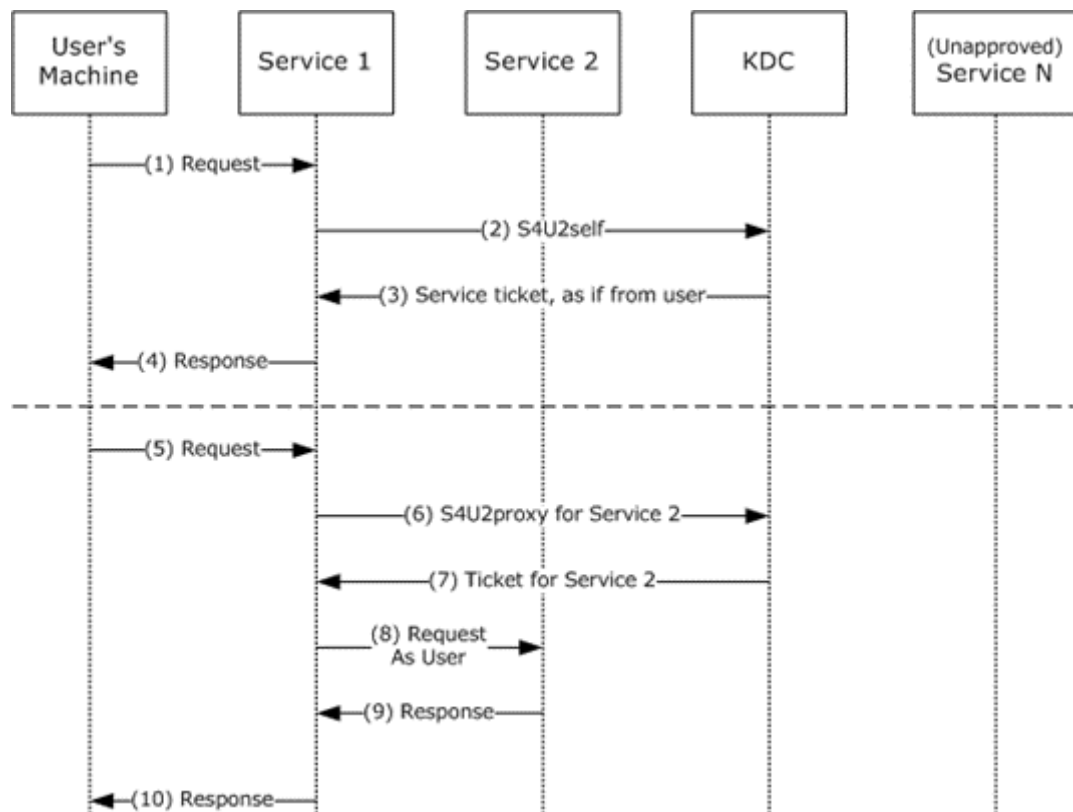 User's
Machine
Service 1
Service 2
KDC
(Unapproved)
Service N
(1) Request
(2) S4U2self
(3) Service ticket, as if from user
(4) Response
(5) Request
(6) S4U2proxy for Service 2
(7) Ticket for Service 2
(8) Request
As User
(9) Response
(10) Response